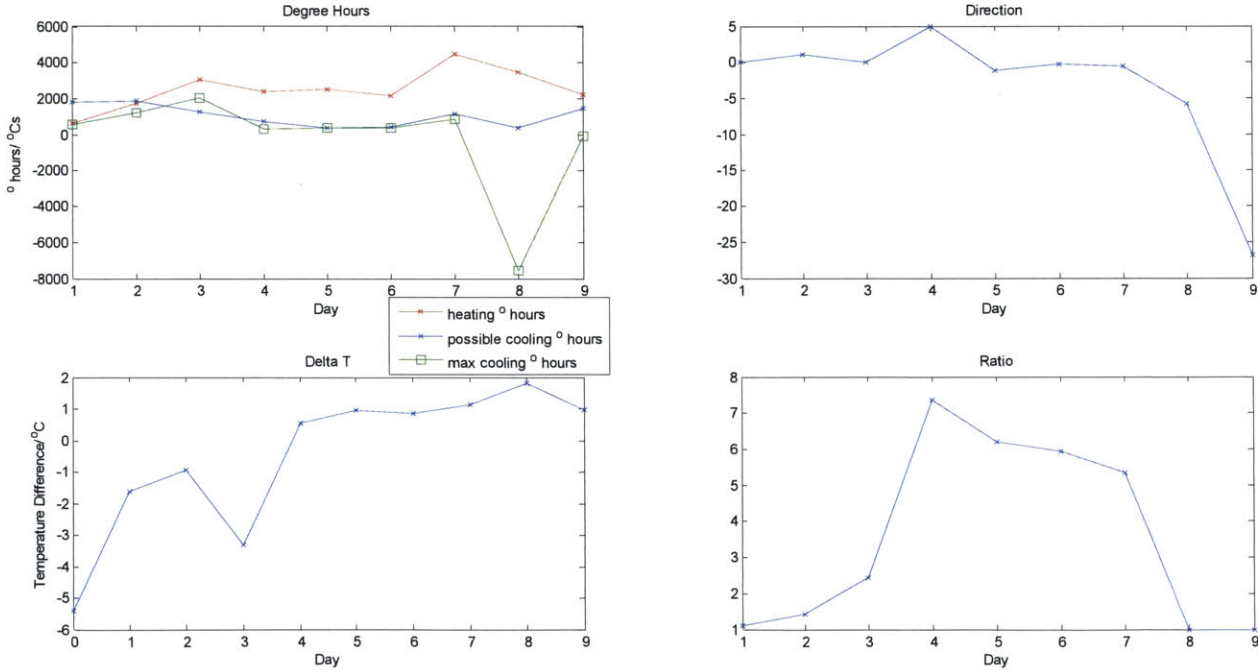 Degree Hours
6000
4000
2000
0
-2000
-4000
-6000
-8000
o hours/ oCs
1 2 3 4 5 6 7 8 9
Day
heating o hours
possible cooling o hours
max cooling o hours
Direction
5
0
-5
-10
-15
-20
-25
-30
1 2 3 4 5 6 7 8 9
Day
Delta T
2
1
0
-1
-2
-3
-4
-5
-6
Temperature Difference/oC
0 1 2 3 4 5 6 7 8 9
Day
Ratio
8
7
6
5
4
3
2
1
1 2 3 4 5 6 7 8 9
Day